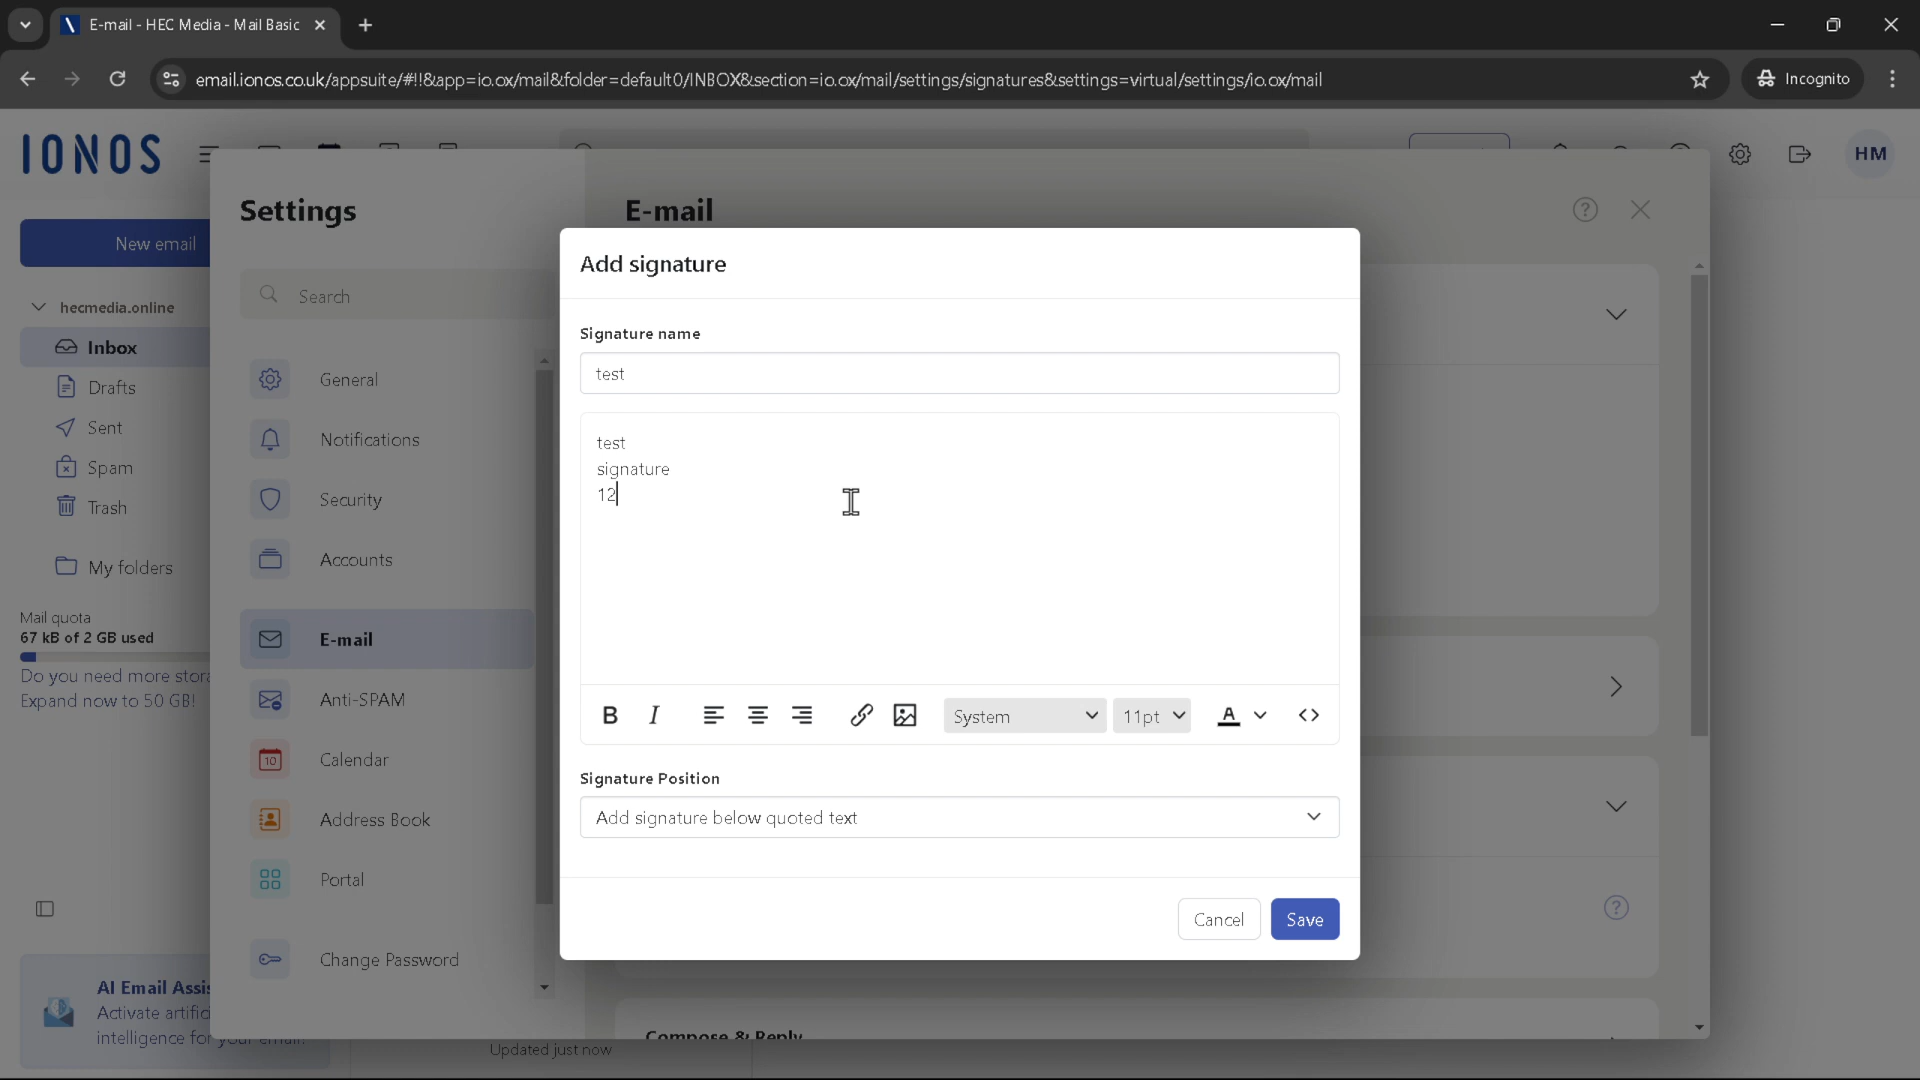 E-mail - HEC Media - Mail Basic
email.ionos.co.uk/appsuite/#!!&app=io.ox/mail&folder=default0/INBOX&section=io.ox/mail/settings/signatures&settings=virtual/settings/io.ox/mail
Incognito
IONOS
HM
New email
hecmedia.online
Inbox
Drafts
Sent
Spam
Trash
My folders
Mail quota
67 kB of 2 GB used
Do you need more
Expand now to 50 GB!
AI Email
Activate
intelligence
Updated just now
Settings
Search
General
Notifications
Security
Accounts
E-mail
Anti-SPAM
10
Calendar
Address Book
Portal
Change Password
E-mail
Compose & Reply
Add signature
Signature name
test
test
signature
12
B I
System
11pt
A
Signature Position
Add signature below quoted text
Cancel
Save